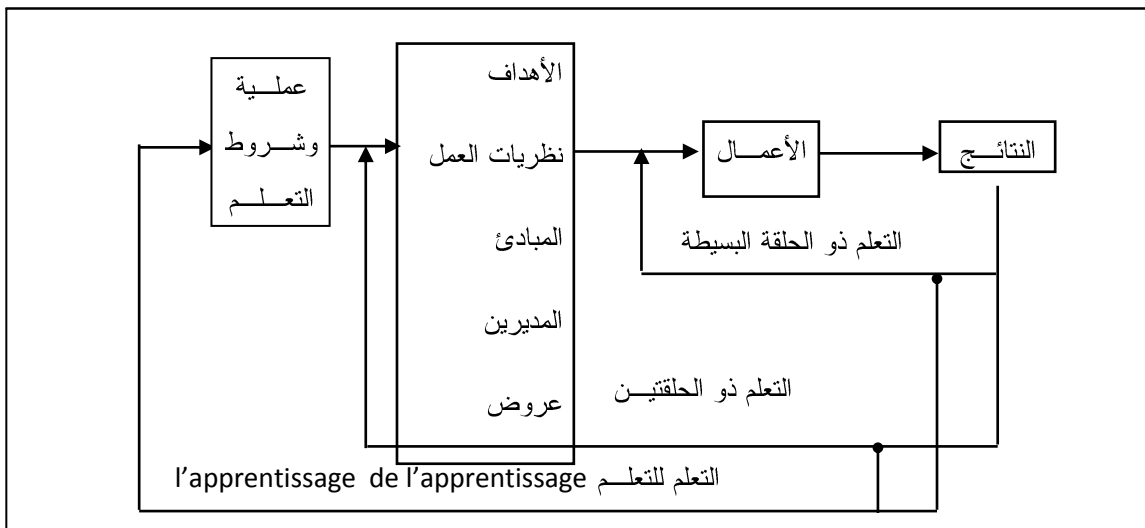 عملية
وشروط
التعلم
الأهداف
نظريات العمل
المبادئ
المديرين
عروض
الأعمال
النتائج
التعلم ذو الحلقة البسيطة
التعلم ذو الحلقتين
التعلم للتعلم l’apprentissage de l’apprentissage